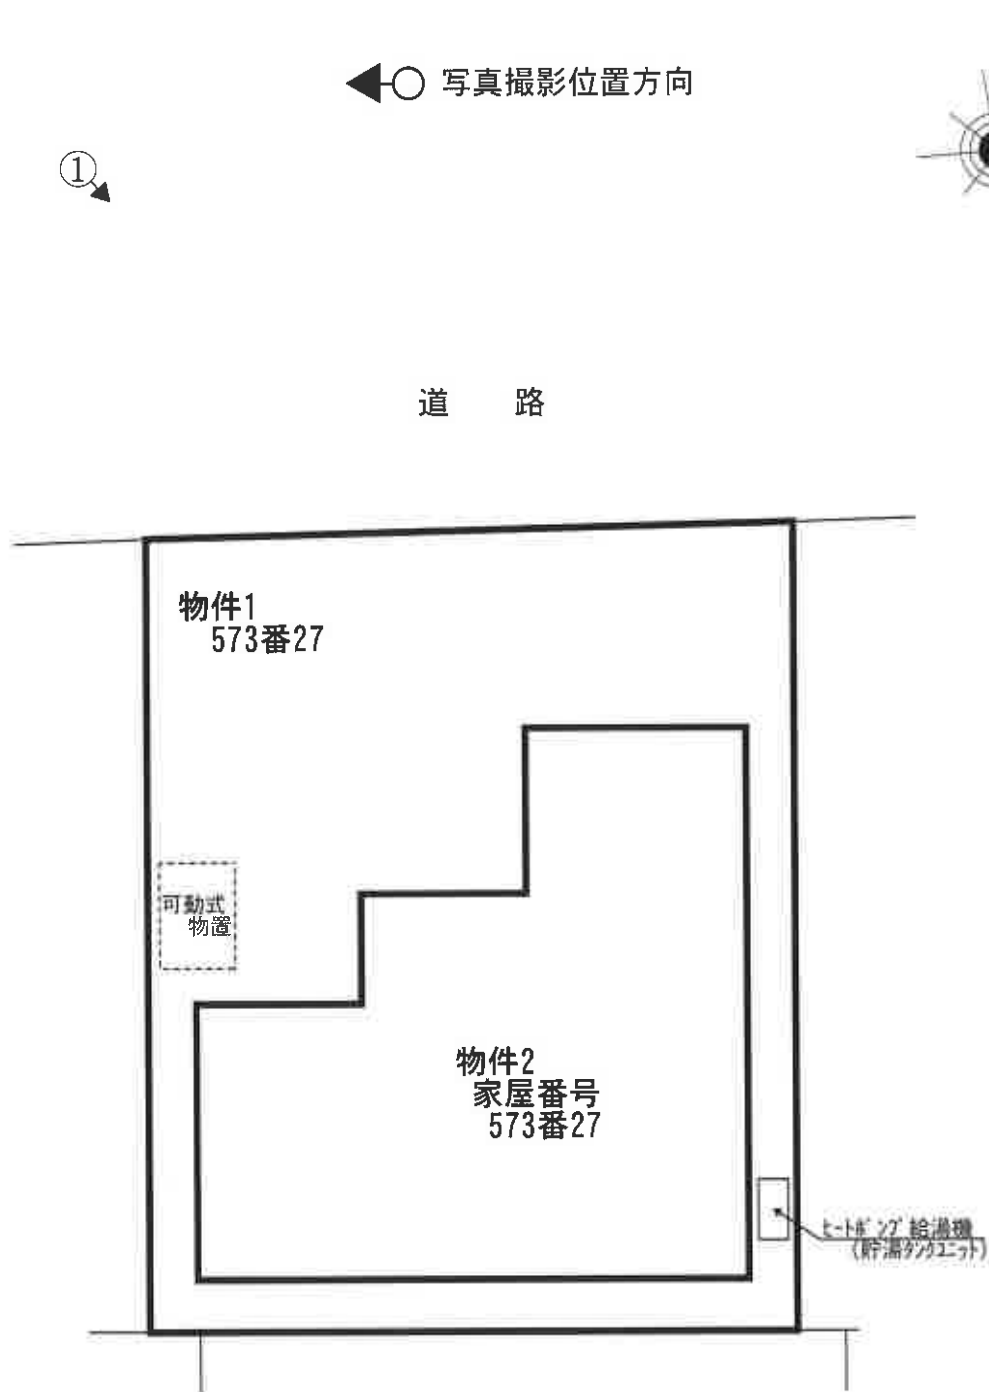 写真撮影位置方向
①
道 路
物件1
573番27
可動式
物置
物件2
家屋番号
573番27
ﾋｰﾄﾎﾟﾝﾌﾟ給湯機
(貯湯ﾀﾝｸﾕﾆｯﾄ)